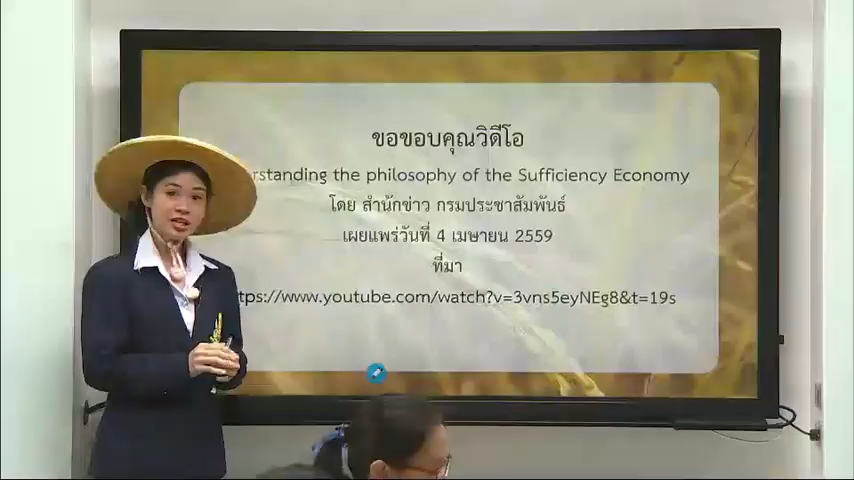 ขอขอบคุณวิดีโอ
rstanding the philosophy of the Sufficiency Economy
โดย สำนักข่าว กรมประชาสัมพันธ์
เผยแพร่วันที่ 4 เมษายน 2559
ที่มา
tps://www.youtube.com/watch?v=3vns5eyNEg8&t=19s